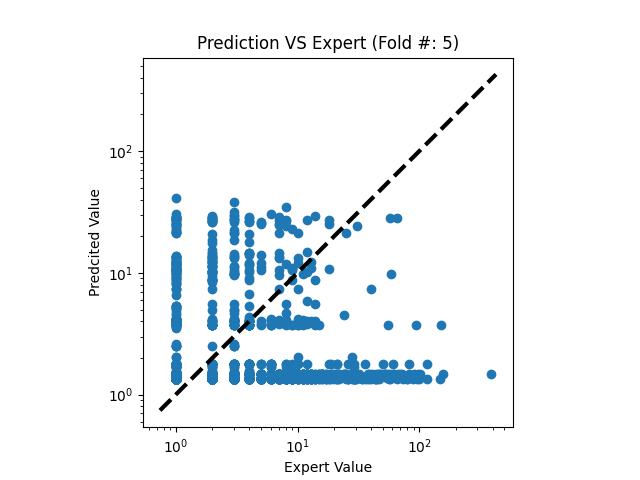 Prediction VS Expert (Fold #: 5)
Predcited Value
10²
10¹
10⁰
10⁰ 10¹ 10²
Expert Value